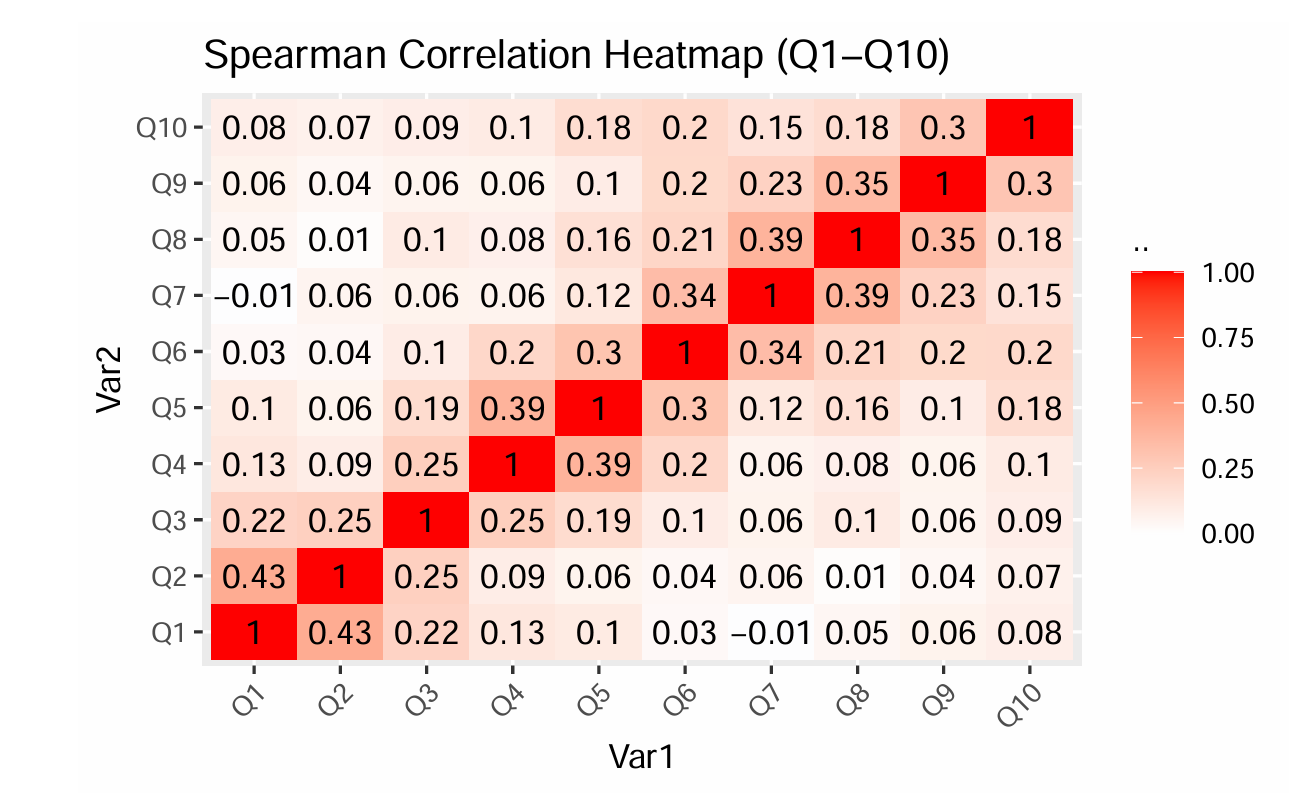 Spearman Correlation Heatmap (Q1–Q10)
Q10 0.08 0.07 0.09 0.1 0.18 0.2 0.15 0.18 0.3 1
Q9 0.06 0.04 0.06 0.06 0.1 0.2 0.23 0.35 1 0.3
Q8 0.05 0.01 0.1 0.08 0.16 0.21 0.39 1 0.35 0.18
Q7 −0.01 0.06 0.06 0.06 0.12 0.34 1 0.39 0.23 0.15
Q6 0.03 0.04 0.1 0.2 0.3 1 0.34 0.21 0.2 0.2
Q5 0.1 0.06 0.19 0.39 1 0.3 0.12 0.16 0.1 0.18
Q4 0.13 0.09 0.25 1 0.39 0.2 0.06 0.08 0.06 0.1
Q3 0.22 0.25 1 0.25 0.19 0.1 0.06 0.1 0.06 0.09
Q2 0.43 1 0.25 0.09 0.06 0.04 0.06 0.01 0.04 0.07
Q1 1 0.43 0.22 0.13 0.1 0.03 −0.01 0.05 0.06 0.08
Q1 Q2 Q3 Q4 Q5 Q6 Q7 Q8 Q9 Q10
Var1
Var2
..
1.00
0.75
0.50
0.25
0.00